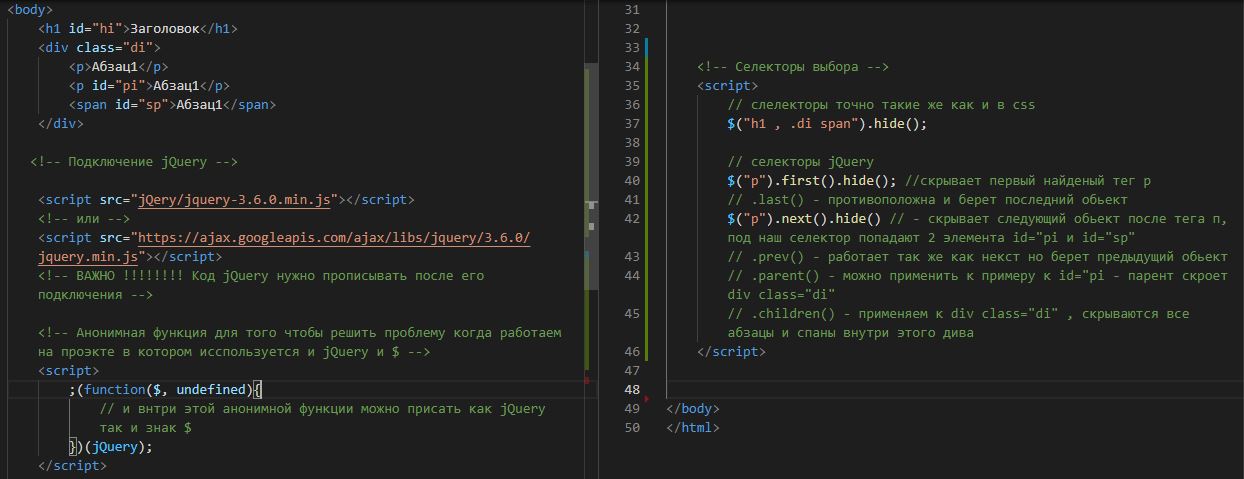 <body>
<h1 id="hi">Заголовок</h1>
<div class="di">
<p>Абзац1</p>
<p id="pi">Абзац1</p>
<span id="sp">Абзац1</span>
</div>
<!-- Подключение jQuery -->
<script src="jQery/jquery-3.6.0.min.js"></script>
<!-- или -->
<script src="https://ajax.googleapis.com/ajax/libs/jquery/3.6.0/
jquery.min.js"></script>
<!-- ВАЖНО !!!!!!!! Код jQuery нужно прописывать после его
подключения -->
<!-- Анонимная функция для того чтобы решить проблему когда работаем
на проэкте в котором исспользуется и jQuery и $ -->
<script>
;(function($, undefined){
// и внтри этой анонимной функции можно присать как jQuery
так и знак $
})(jQuery);
</script>
31
32
33
34 <!-- Селекторы выбора -->
35 <script>
36 // слелекторы точно такие же как и в css
37 $("h1 , .di span").hide();
38
39 // селекторы jQuery
40 $("p").first().hide(); //скрывает первый найденый тег p
41 // .last() - противоположна и берет последний обьект
42 $("p").next().hide() // - скрывает следующий обьект после тега п,
под наш селектор попадают 2 элемента id="pi и id="sp"
43 // .prev() - работает так же как некст но берет предыдущий обьект
44 // .parent() - можно применить к примеру к id="pi - парент скроет
div class="di"
45 // .children() - применяем к div class="di" , скрываются все
абзацы и спаны внутри этого дива
46 </script>
47
48
49 </body>
50 </html>